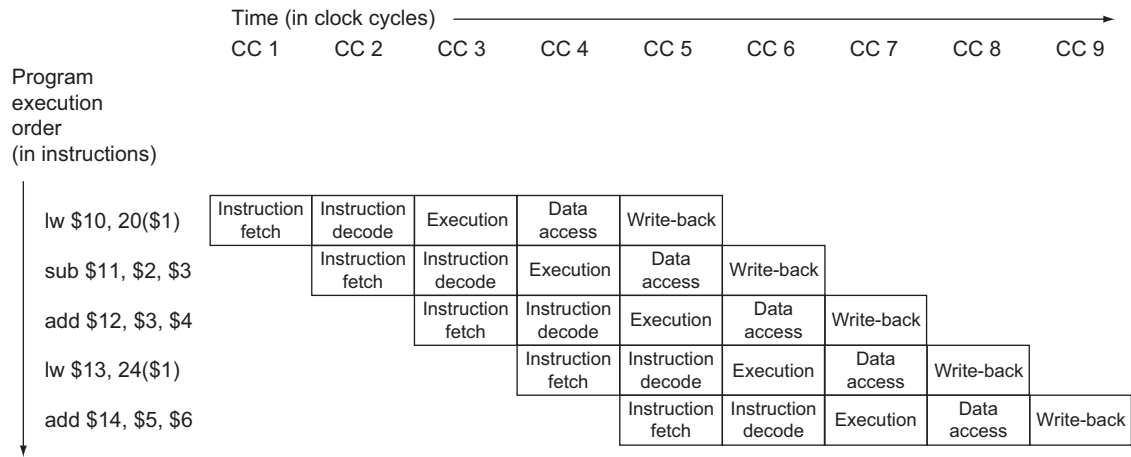 Time (in clock cycles)
CC 1 CC 2 CC 3 CC 4 CC 5 CC 6 CC 7 CC 8 CC 9
Program
execution
order
(in instructions)
lw $10, 20($1)
Instruction
fetch
Instruction
decode
Execution
Data
access
Write-back
sub $11, $2, $3
Instruction
fetch
Instruction
decode
Execution
Data
access
Write-back
add $12, $3, $4
Instruction
fetch
Instruction
decode
Execution
Data
access
Write-back
lw $13, 24($1)
Instruction
fetch
Instruction
decode
Execution
Data
access
Write-back
add $14, $5, $6
Instruction
fetch
Instruction
decode
Execution
Data
access
Write-back